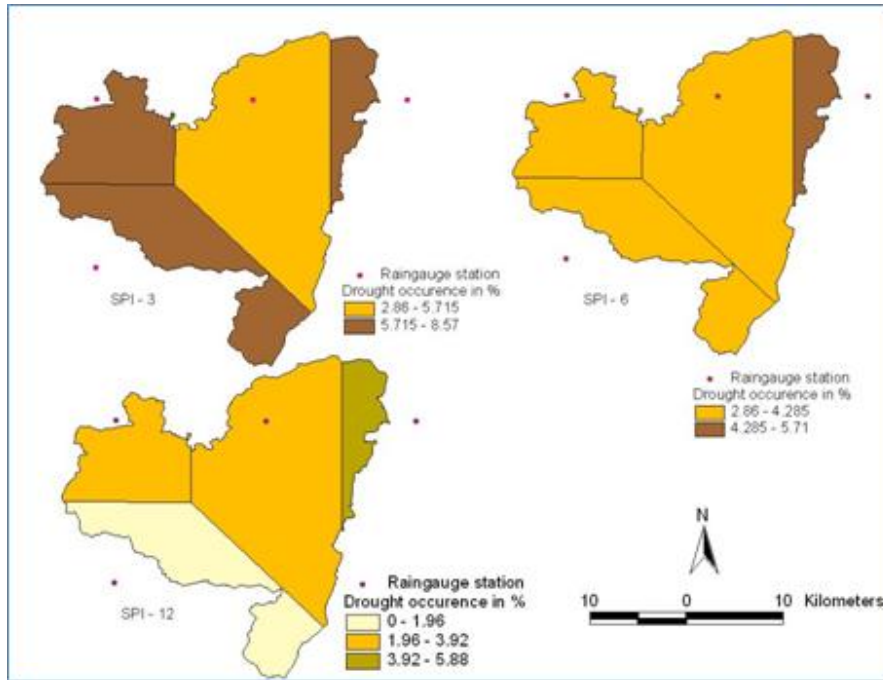 Raingauge station
Drought occurence in %
2.86 - 5.715
5.715 - 8.57
SPI - 3
Raingauge station
Drought occurence in %
2.86 - 4.285
4.285 - 5.71
SPI - 6
Raingauge station
Drought occurence in %
0 - 1.96
1.96 - 3.92
3.92 - 5.88
SPI - 12
N
10 0 10 Kilometers